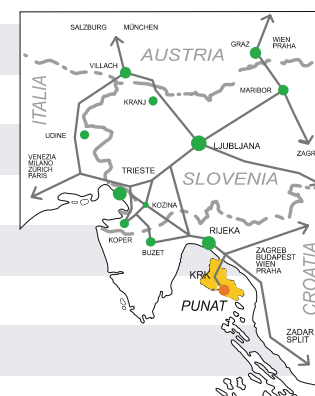 SALZBURG MÜNCHEN
GRAZ
WIEN
PRAHA
AUSTRIA
VILLACH
KRANJ
MARIBOR
ITALIA
UDINE
LJUBLJANA
ZAGR
VENEZIA
MILANO
ZÜRICH
PARIS
TRIESTE
SLOVENIA
KOZINA
KOPER
BUZET
RIJEKA
ZAGREB
BUDAPEST
WIEN
PRAHA
CROATIA
KRK
PUNAT
ZADAR
SPLIT